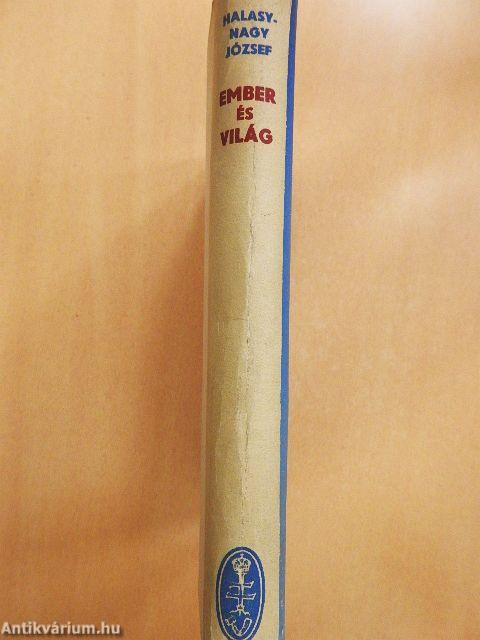 HALASY-
NAGY
JÓZSEF
EMBER
ÉS
VILÁG
Antikvárium.hu